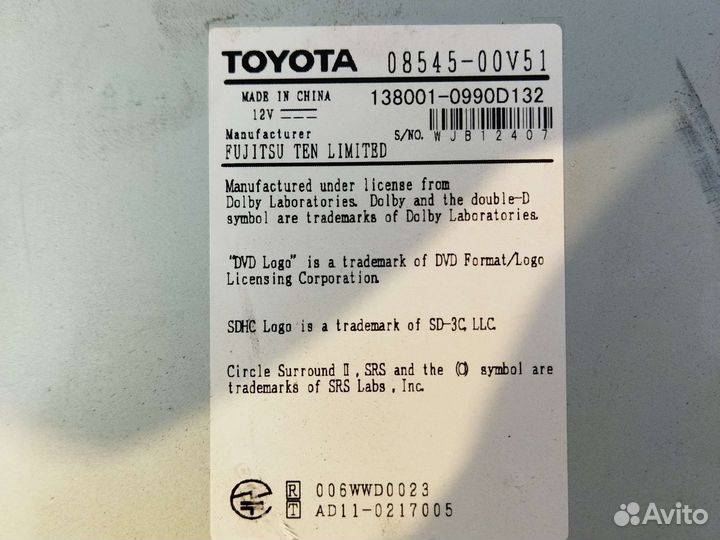 TOYOTA 08545-00V51
MADE IN CHINA 138001-0990D132
12V
Manufacturer S/NO. WJB12407
FUJITSU TEN LIMITED
Manufactured under license from
Dolby Laboratories. Dolby and the double-D
symbol are trademarks of Dolby Laboratories.
"DVD Logo" is a trademark of DVD Format/Logo
Licensing Corporation.
SDHC Logo is a trademark of SD-3C, LLC.
Circle Surround II, SRS and the symbol are
trademarks of SRS Labs, Inc.
R 006WWD0023
T AD11-0217005
Avito